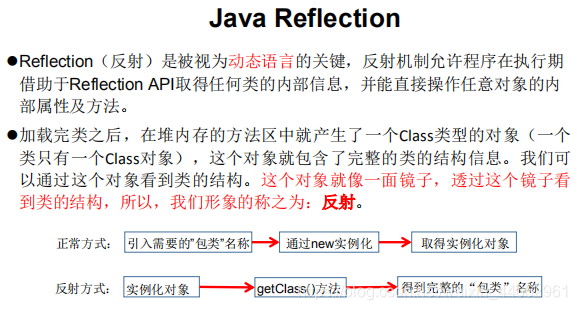 Java Reflection
●Reflection（反射）是被视为动态语言的关键，反射机制允许程序在执行期
借助于Reflection API取得任何类的内部信息，并能直接操作任意对象的内
部属性及方法。
●加载完类之后，在堆内存的方法区中就产生了一个Class类型的对象（一个
类只有一个Class对象），这个对象就包含了完整的类的结构信息。我们可
以通过这个对象看到类的结构。这个对象就像一面镜子，透过这个镜子看
到类的结构，所以，我们形象的称之为：反射。
正常方式： 引入需要的“包类”名称 通过new实例化 取得实例化对象
反射方式： 实例化对象 getClass()方法 得到完整的“包类”名称